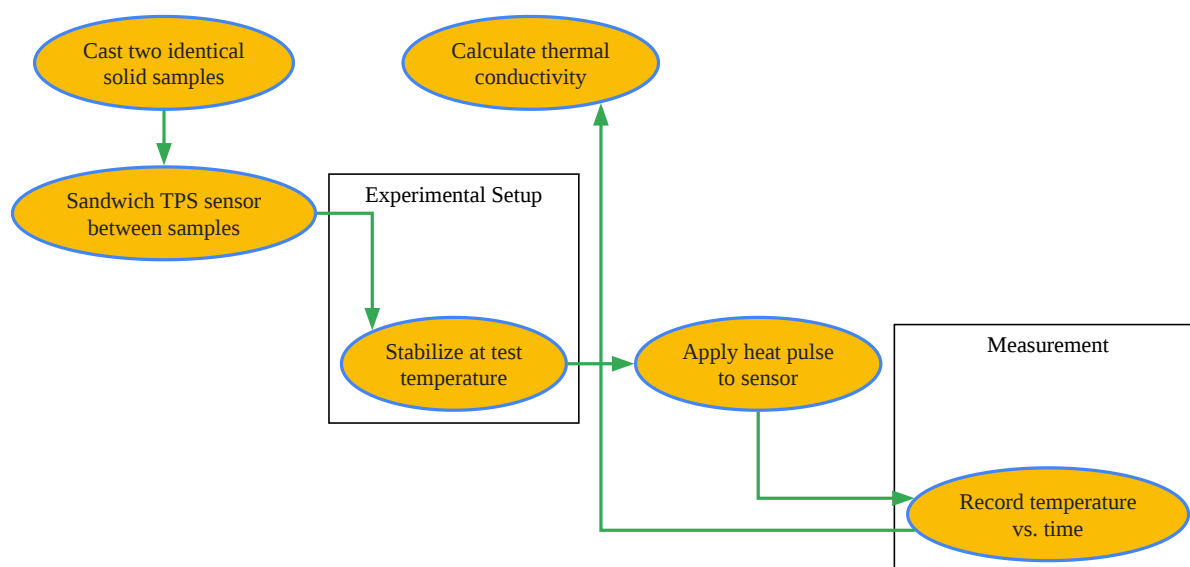 Cast two identical
solid samples
Calculate thermal
conductivity
Sandwich TPS sensor
between samples
Experimental Setup
Stabilize at test
temperature
Apply heat pulse
to sensor
Measurement
Record temperature
vs. time